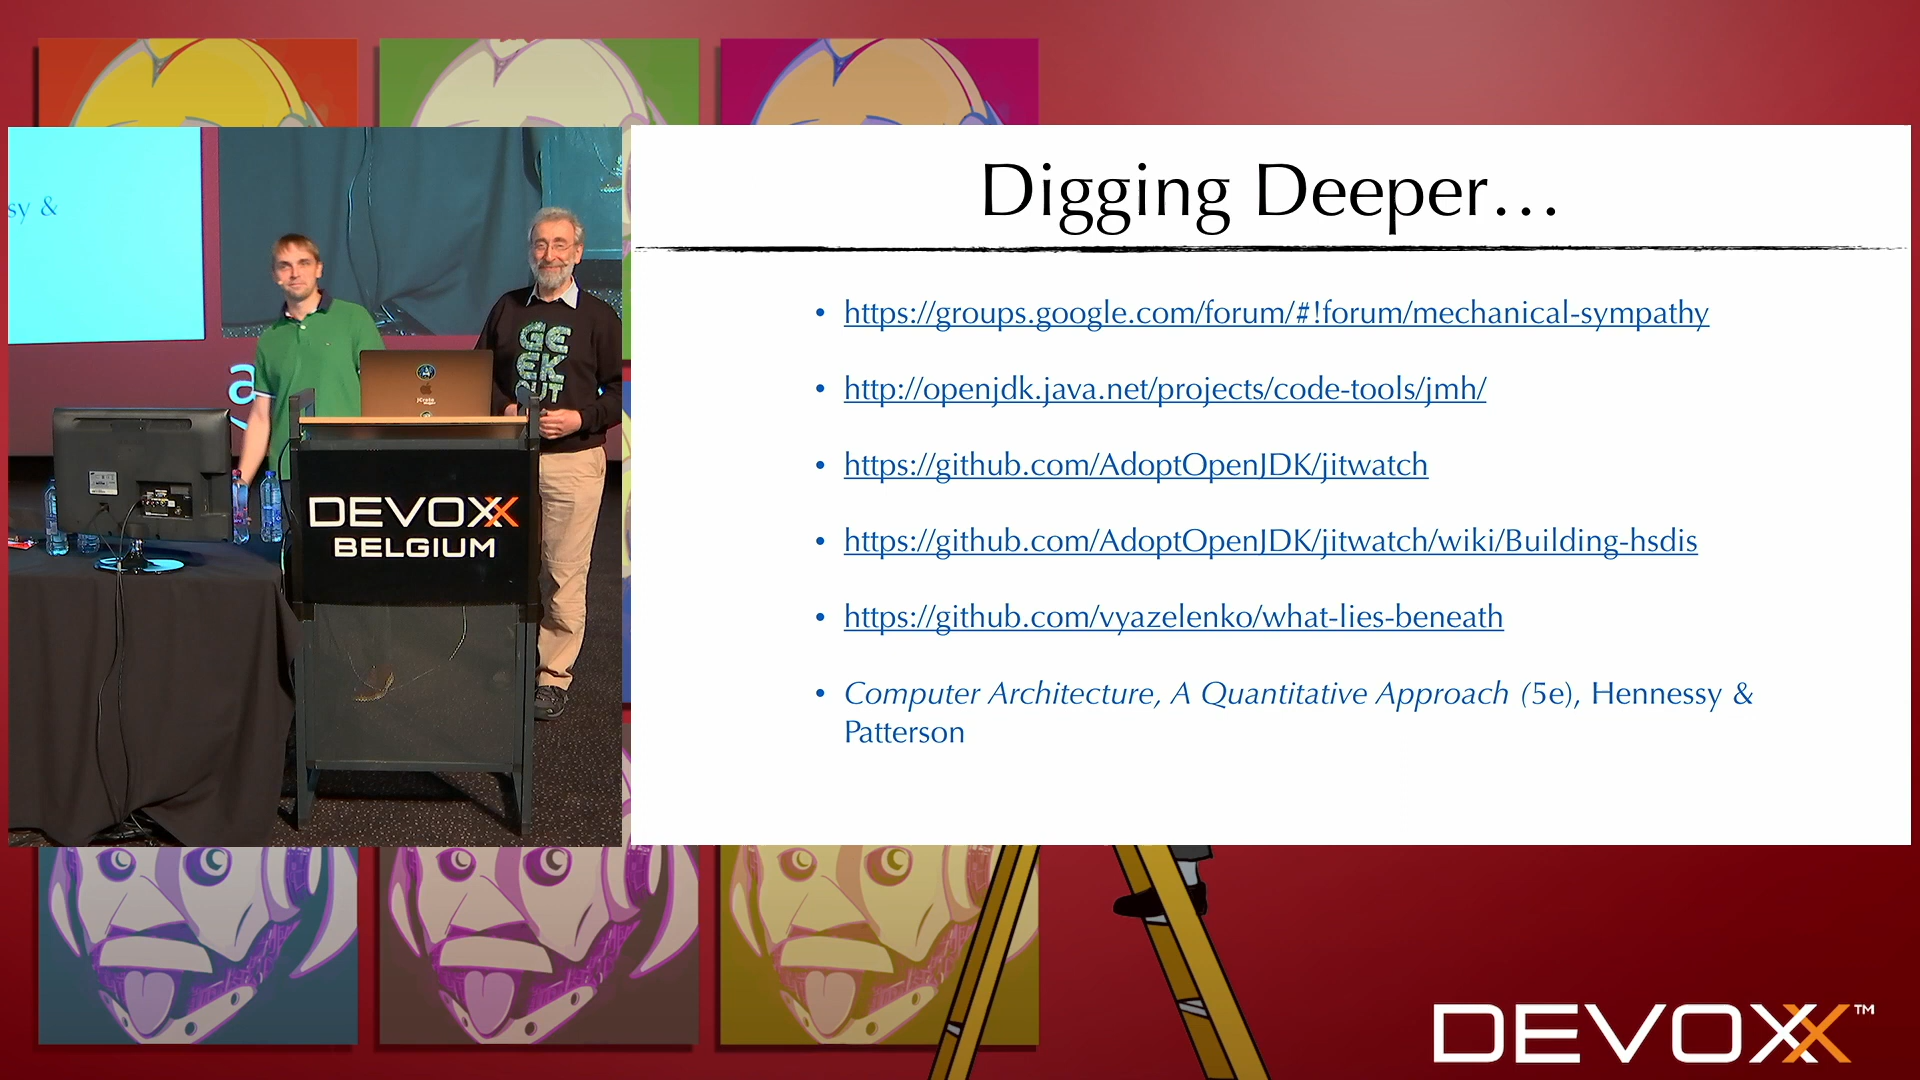 sy &
a
GE
EK
OUT
DEVOXX
BELGIUM
Digging Deeper…
• https://groups.google.com/forum/#!forum/mechanical-sympathy
• http://openjdk.java.net/projects/code-tools/jmh/
• https://github.com/AdoptOpenJDK/jitwatch
• https://github.com/AdoptOpenJDK/jitwatch/wiki/Building-hsdis
• https://github.com/vyazelenko/what-lies-beneath
• Computer Architecture, A Quantitative Approach (5e), Hennessy &
Patterson
DEVOXX™